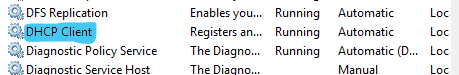 DFS Replication Enables you... Running Automatic Loc
DHCP Client Registers an... Running Automatic Loc
Diagnostic Policy Service The Diagno... Running Automatic (D... Loc
Diagnostic Service Host The Diagno... Manual Loc